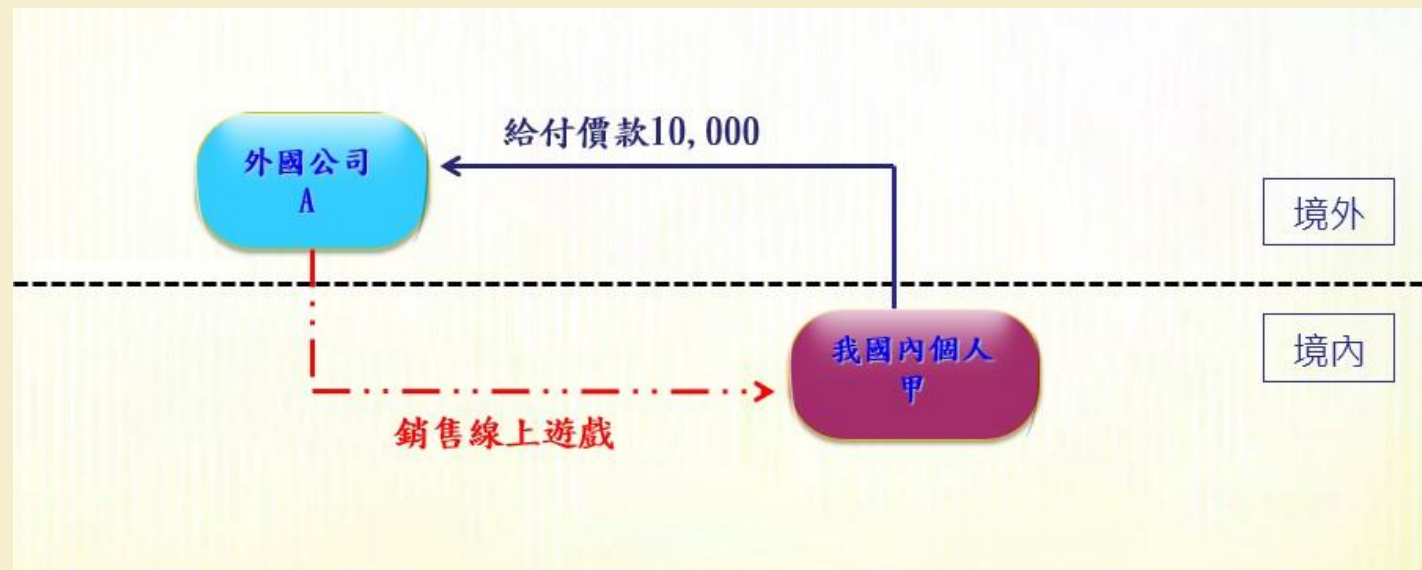 給付價款10,000
外國公司
A
境外
境內
我國內個人
甲
銷售線上遊戲